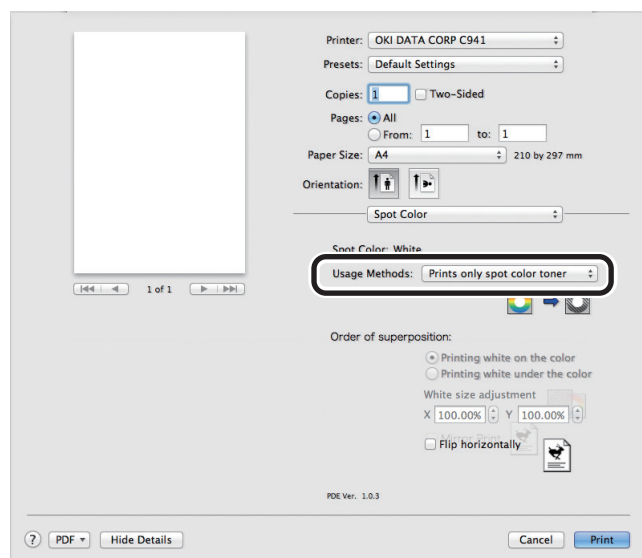 Printer: OKI DATA CORP C941
Presets: Default Settings
Copies: 1 Two-Sided
Pages: All
From: 1 to: 1
Paper Size: A4 210 by 297 mm
Orientation:
Spot Color
Spot Color: White
Usage Methods: Prints only spot color toner
1 of 1
Order of superposition:
Printing white on the color
Printing white under the color
White size adjustment
X 100.00% Y 100.00%
Mirror Print
Flip horizontally
PDE Ver. 1.0.3
? PDF Hide Details Cancel Print